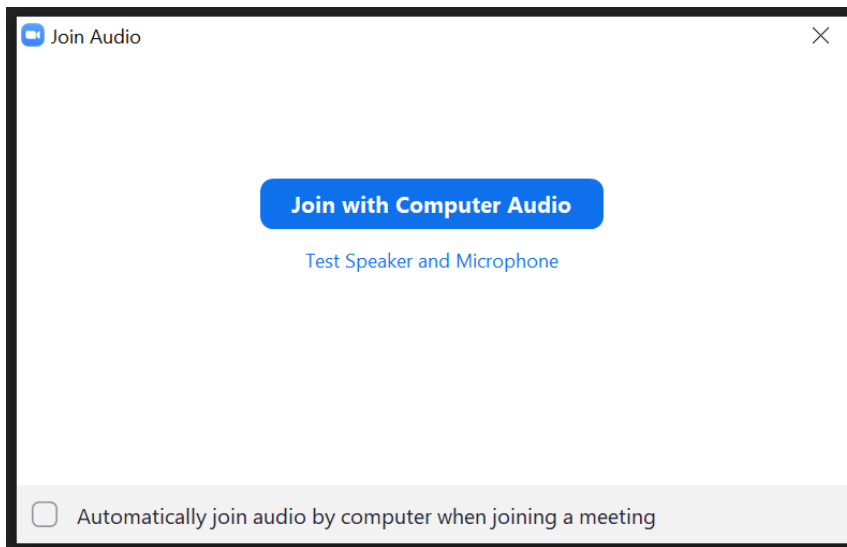 Join Audio
Join with Computer Audio
Test Speaker and Microphone
Automatically join audio by computer when joining a meeting